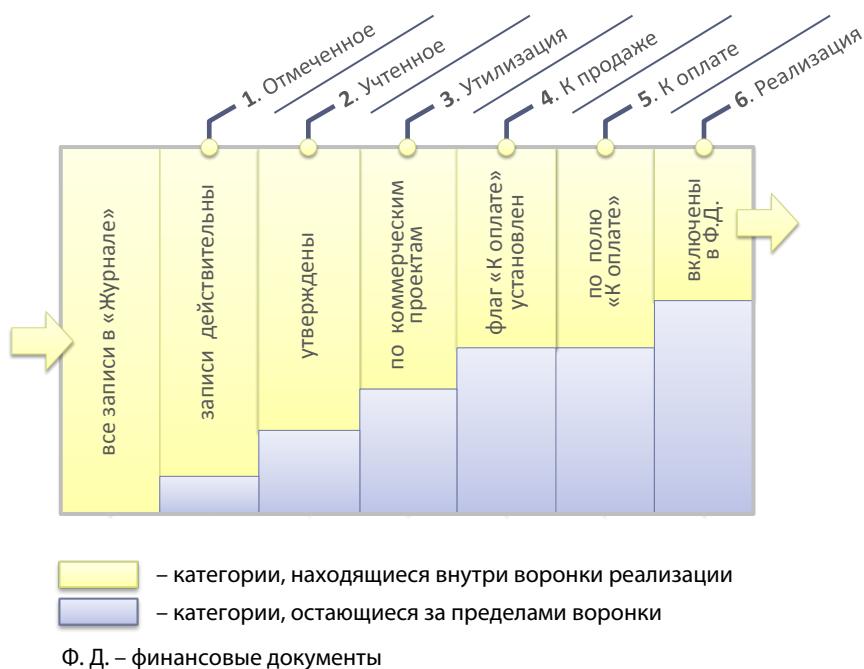 1. Отмеченное
2. Учтенное
3. Утилизация
4. К продаже
5. К оплате
6. Реализация
все записи в «Журнале»
записи действительны
утверждены
по коммерческим
проектам
флаг «К оплате»
установлен
по полю
«К оплате»
включены
в Ф.Д.
– категории, находящиеся внутри воронки реализации
– категории, остающиеся за пределами воронки
Ф. Д. – финансовые документы